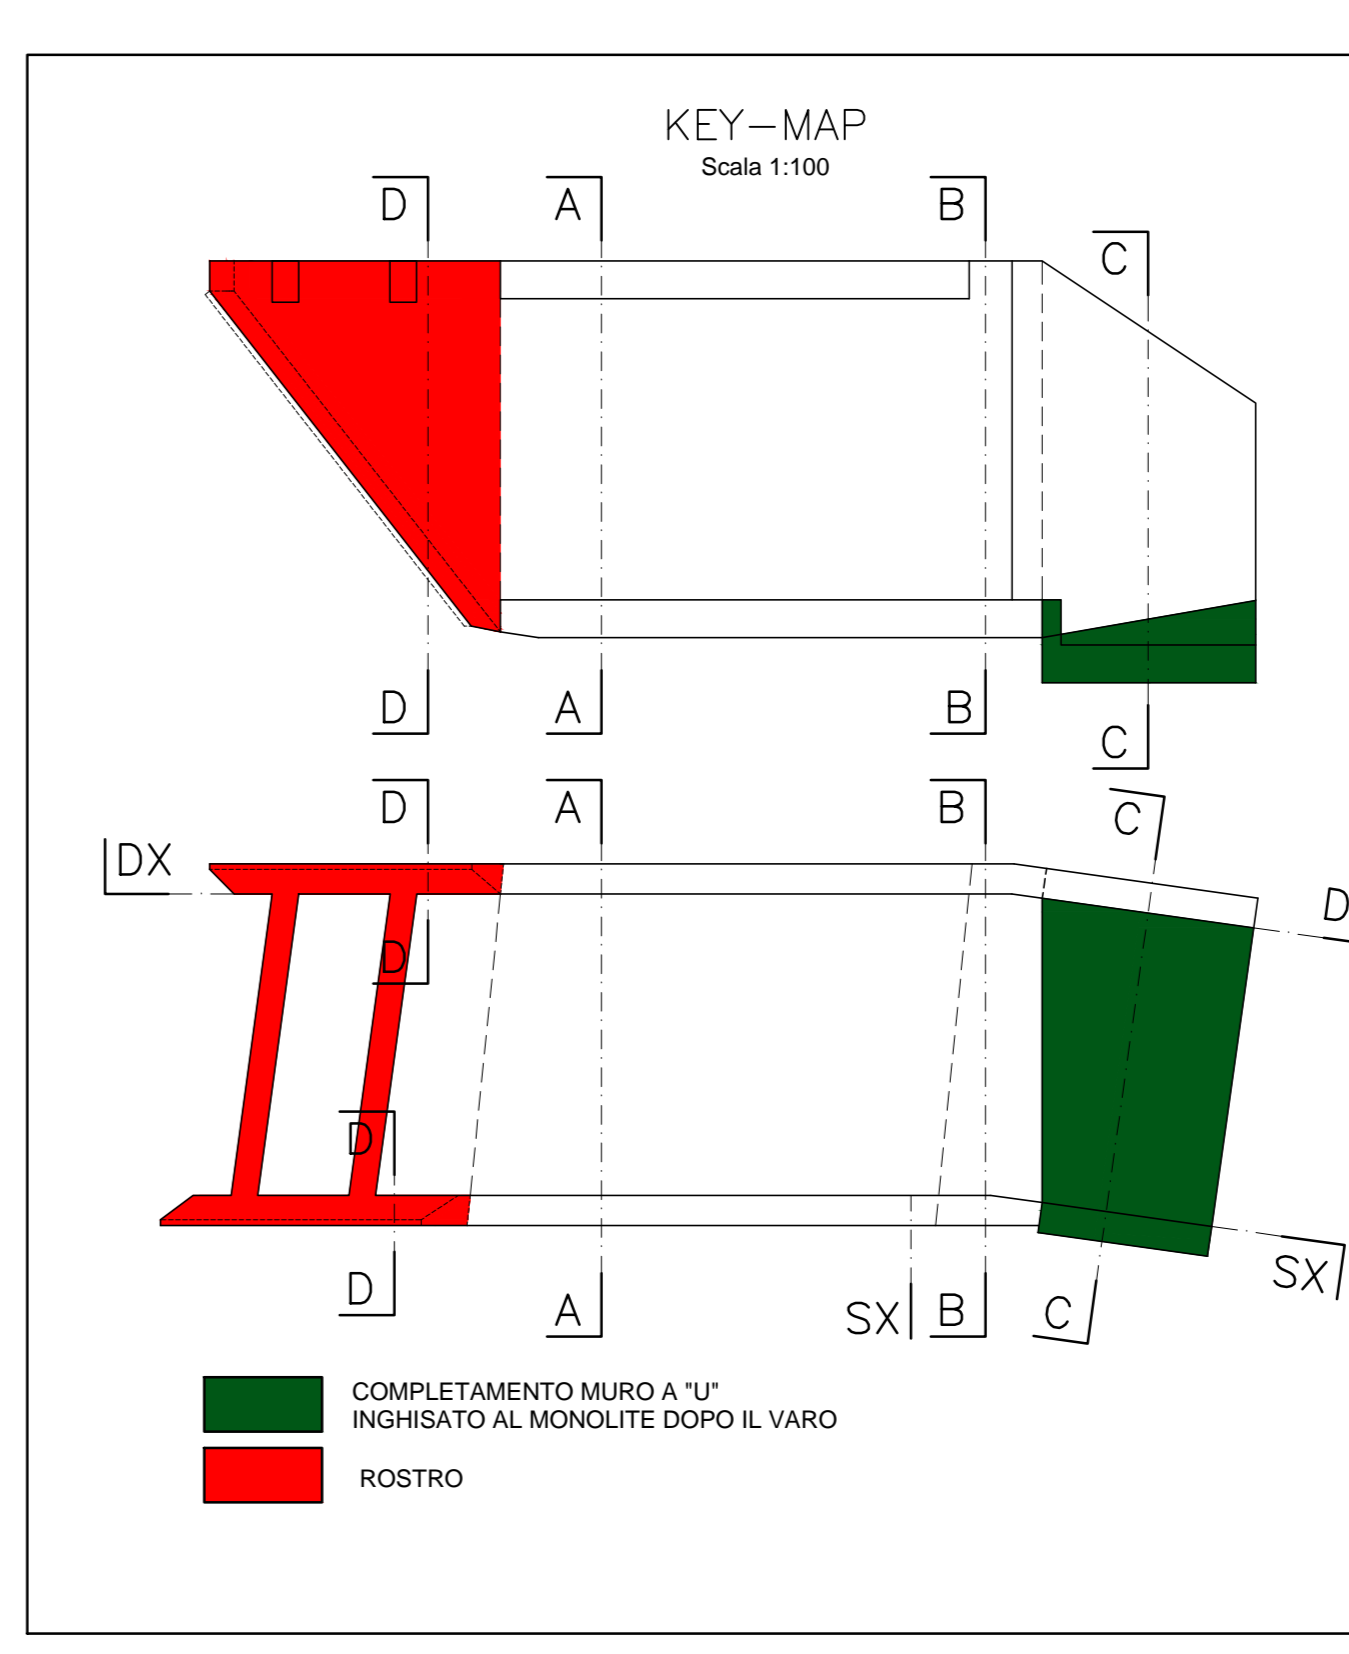 KEY-MAP
Scala 1:100
D A B
C
D A B
C
D A B
C
DX
D
D
D
SX
D
SX
A B C
COMPLETAMENTO MURO A "U"
INGHISATO AL MONOLITE DOPO IL VARO
ROSTRO